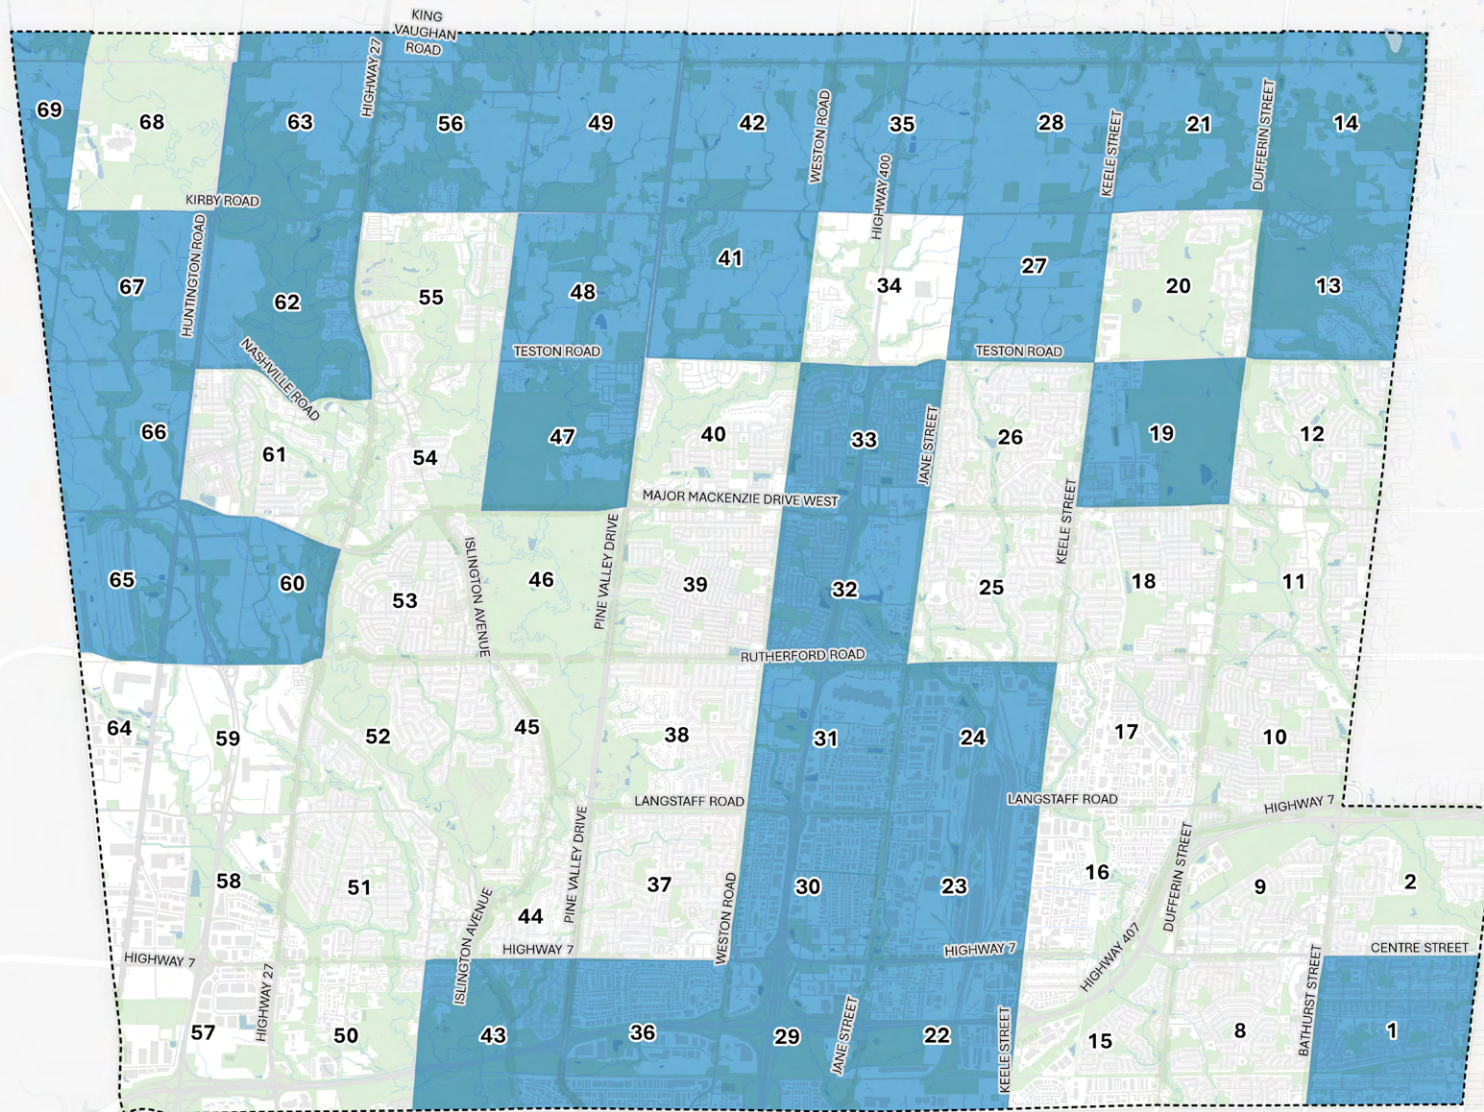 KING
VAUGHAN
ROAD
HIGHWAY 27
69
68
63
56
49
42
WESTON ROAD
35
28
KEELE STREET
21
DUFFERIN STREET
14
HIGHWAY 400
KIRBY ROAD
HUNTINGTON ROAD
67
62
55
48
41
34
27
20
13
NASHVILLE ROAD
TESTON ROAD
TESTON ROAD
66
61
54
47
40
33
JANE STREET
26
19
12
MAJOR MACKENZIE DRIVE WEST
KEELE STREET
ISLINGTON AVENUE
PINE VALLEY DRIVE
65
60
53
46
39
32
25
18
11
RUTHERFORD ROAD
64
59
52
45
38
31
24
17
10
LANGSTAFF ROAD
LANGSTAFF ROAD
HIGHWAY 7
PINE VALLEY DRIVE
DUFFERIN STREET
58
51
44
37
30
23
16
9
2
ISLINGTON AVENUE
WESTON ROAD
HIGHWAY 7
HIGHWAY 7
HIGHWAY 7
HIGHWAY 407
CENTRE STREET
HIGHWAY 27
BATHURST STREET
57
50
43
36
29
JANE STREET
22
KEELE STREET
15
8
1